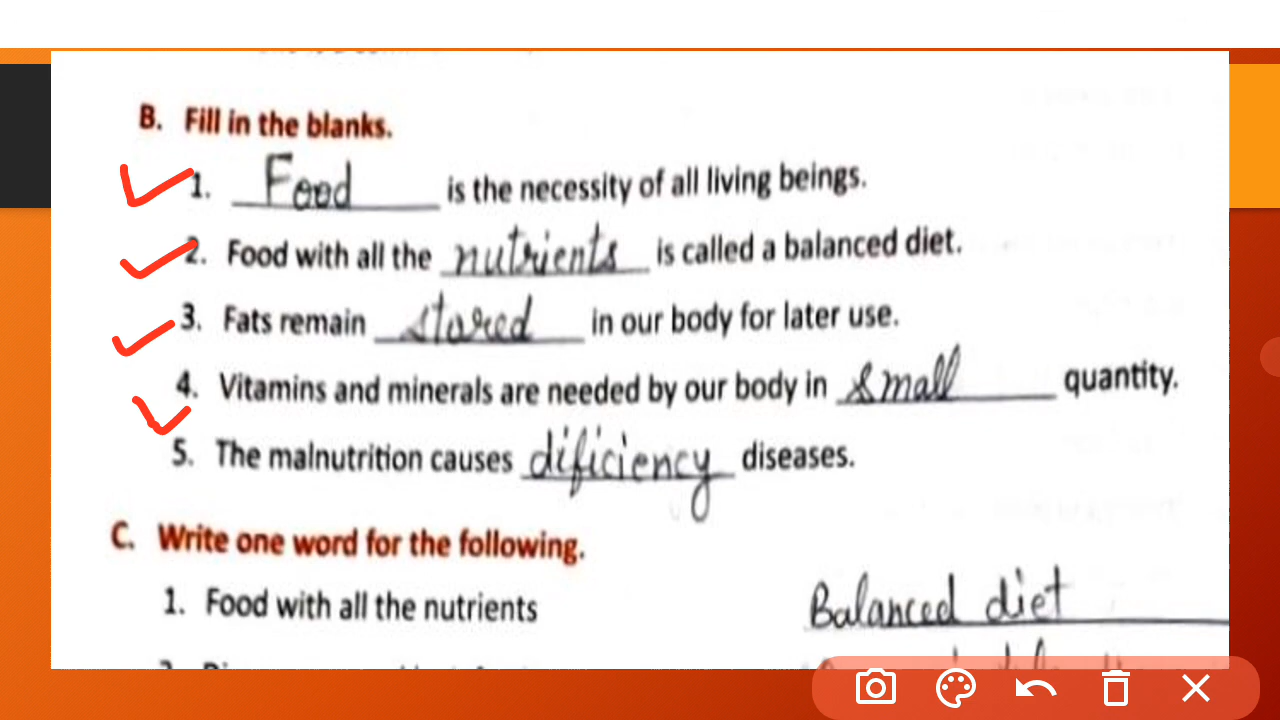 B. Fill in the blanks.
1. Food is the necessity of all living beings.
2. Food with all the nutrients is called a balanced diet.
3. Fats remain stored in our body for later use.
4. Vitamins and minerals are needed by our body in small quantity.
5. The malnutrition causes dificiency diseases.
C. Write one word for the following.
1. Food with all the nutrients Balanced diet